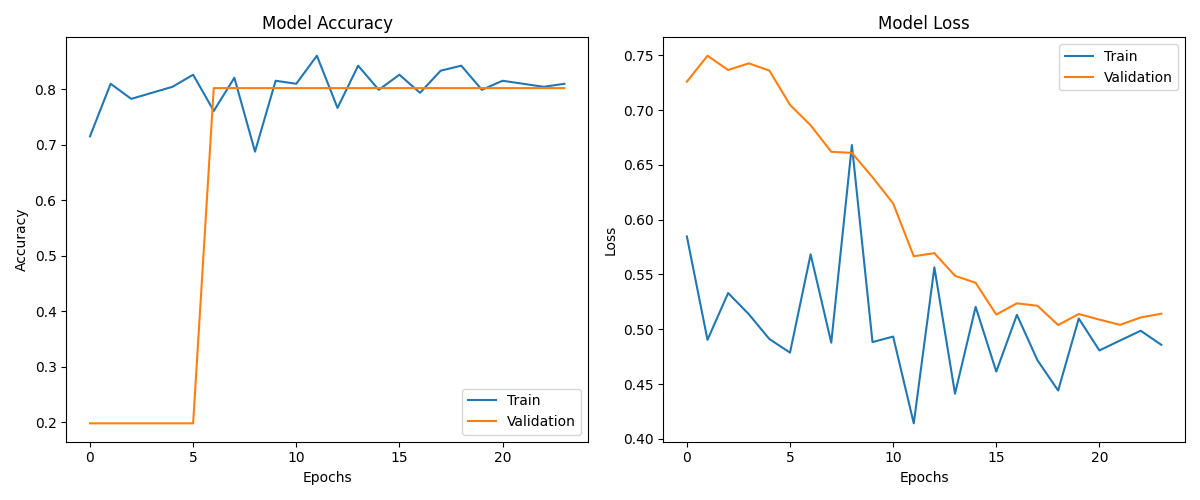 Model Accuracy
Accuracy
0.8
0.7
0.6
0.5
0.4
0.3
0.2
0 5 10 15 20
Epochs
Train
Validation
Model Loss
Loss
0.75
0.70
0.65
0.60
0.55
0.50
0.45
0.40
0 5 10 15 20
Epochs
Train
Validation